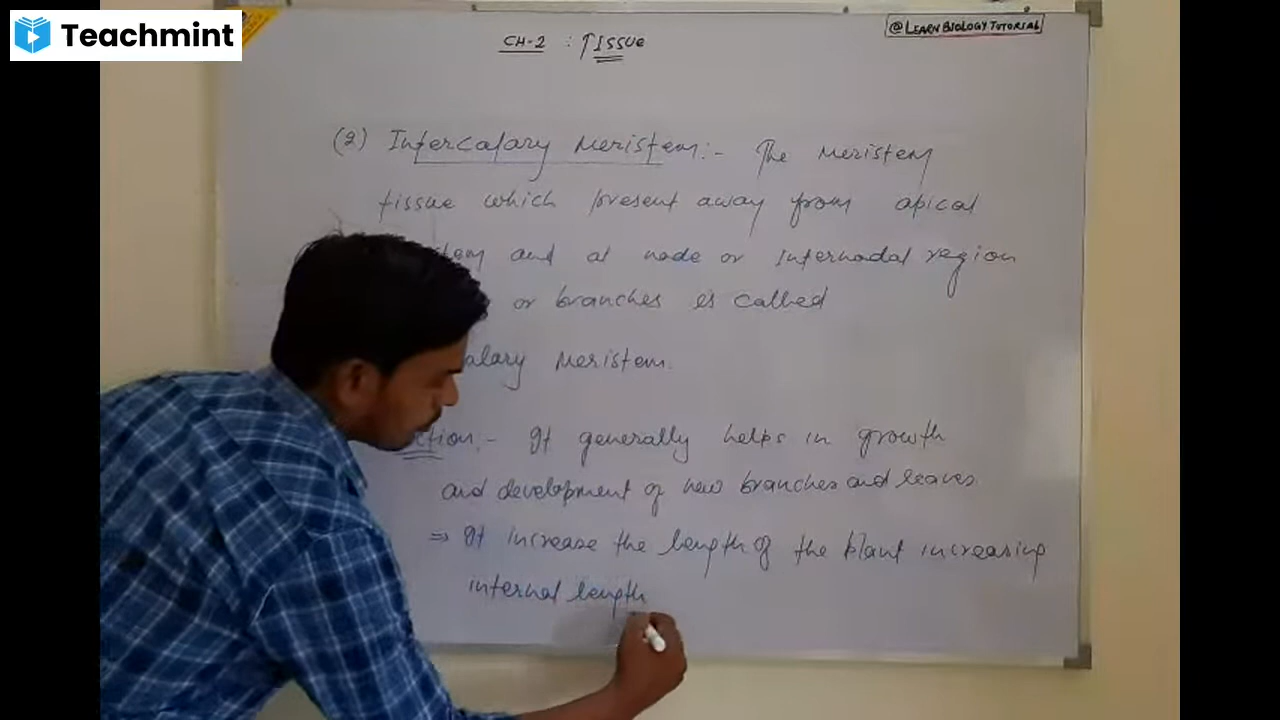 Teachmint
@LEARN BIOLOGY TUTORIAL
CH-2 : TISSUE
(2) Intercalary Meristem:- The Meristem
tissue which present away from apical
and at node or Internodal region
or branches is called
alary Meristem.
ction:- It generally helps in growth
and development of new branches and leaves
⇒ It increase the length of the plant increasing
internal length